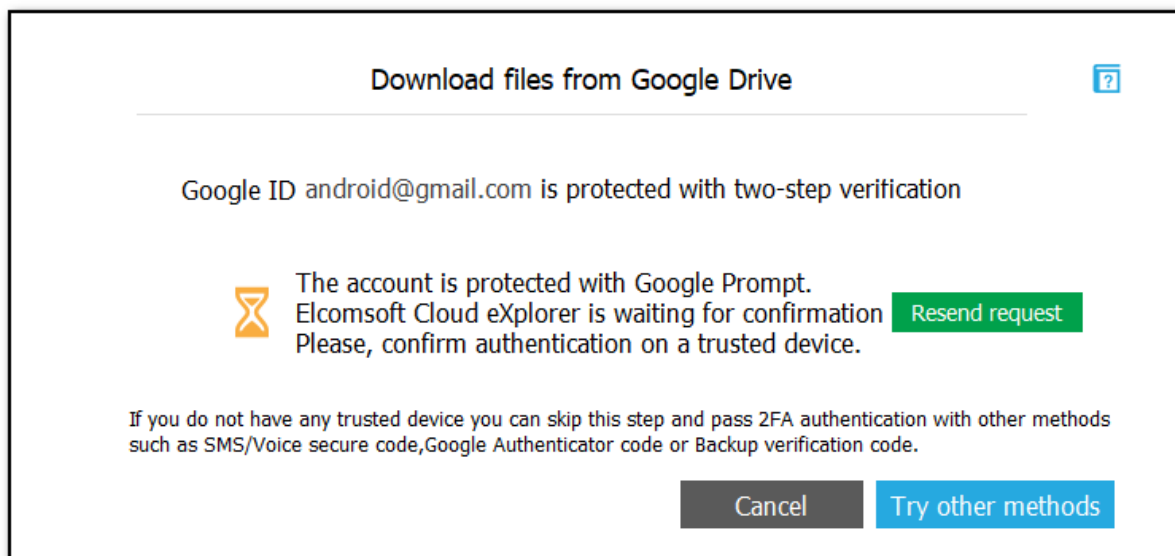 Download files from Google Drive
?
Google ID android@gmail.com is protected with two-step verification
The account is protected with Google Prompt.
Elcomsoft Cloud eXplorer is waiting for confirmation
Please, confirm authentication on a trusted device.
Resend request
If you do not have any trusted device you can skip this step and pass 2FA authentication with other methods
such as SMS/Voice secure code,Google Authenticator code or Backup verification code.
Cancel
Try other methods